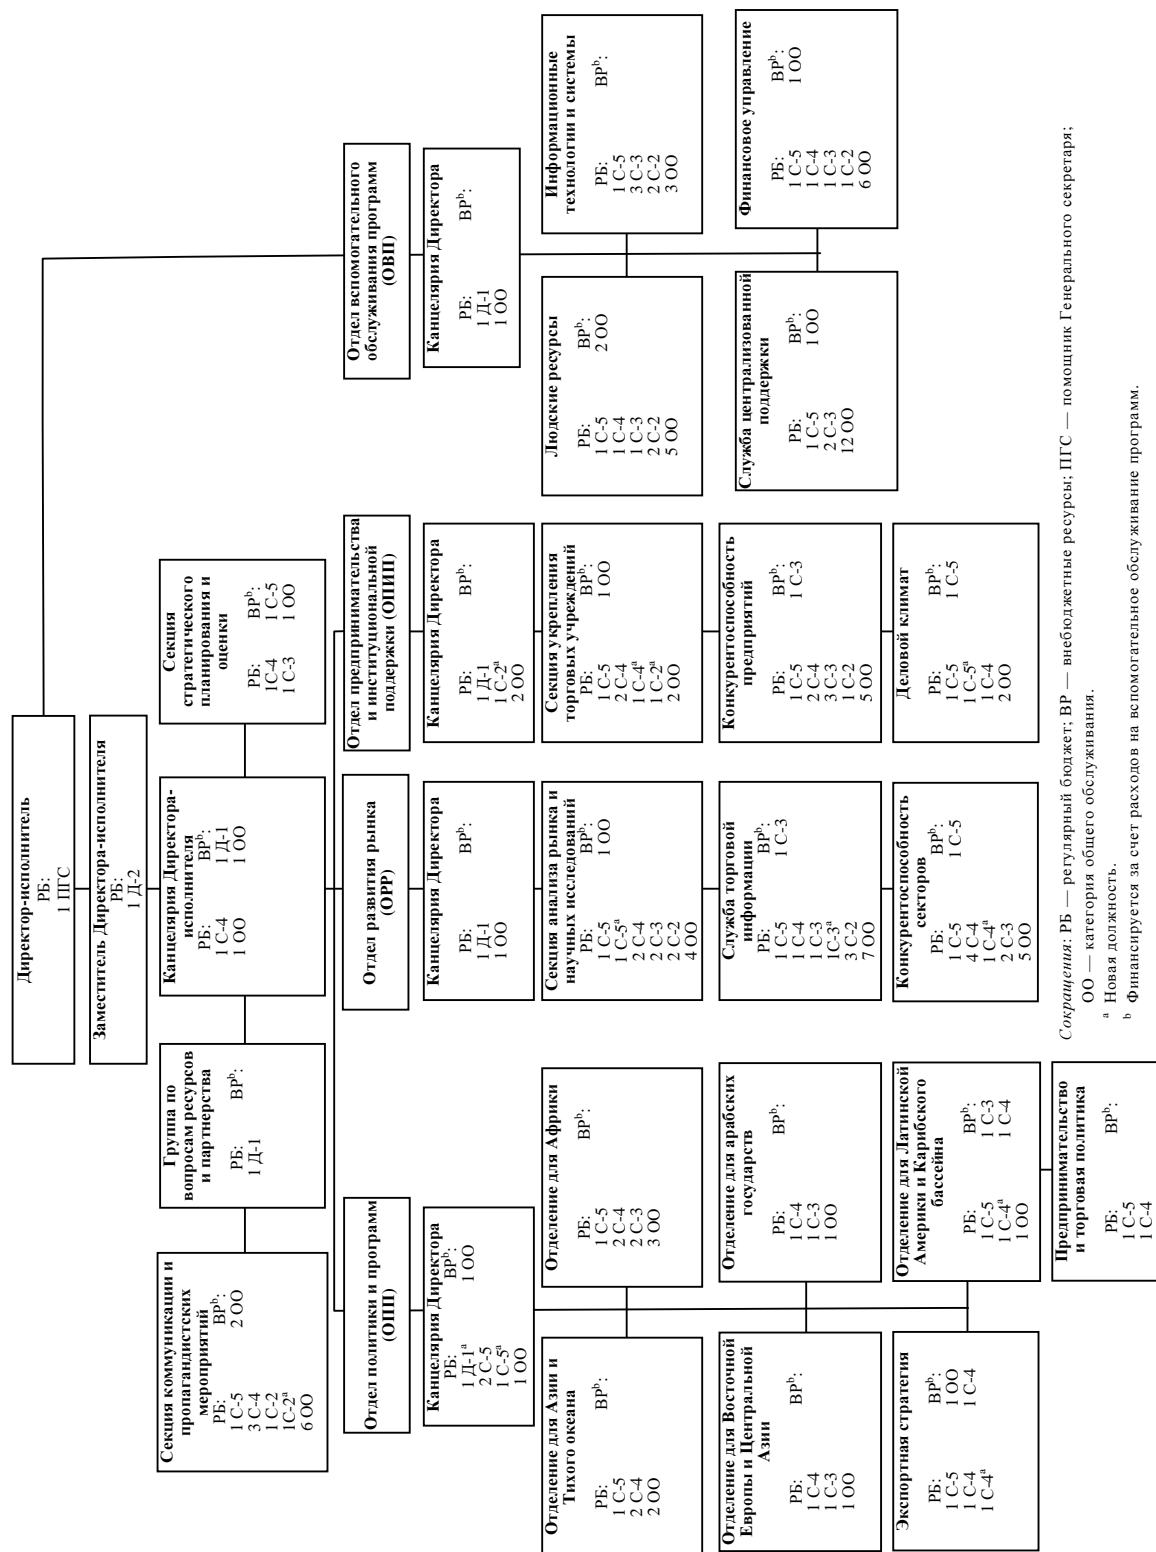 Директор-исполнитель
РБ:
1 ПГС
Заместитель Директора-исполнителя
РБ:
1 Д-2
Секция коммуникации и
пропагандистских
мероприятий
РБ: ВРᵇ:
1 С-5 2 ОО
3 С-4
1 С-2
1С-2ᵃ
6 ОО
Группа по
вопросам ресурсов
и партнерства
РБ: ВРᵇ:
1 Д-1
Канцелярия Директора-
исполнителя
РБ: ВРᵇ:
1 С-4 1 Д-1
1 ОО 1 ОО
Секция
стратегического
планирования и
оценки
РБ: ВРᵇ:
1С-4 1 С-5
1 С-3 1 ОО
Отдел политики и программ
(ОПП)
Канцелярия Директора
РБ: ВРᵇ:
1 Д-1ᵃ 1 ОО
2 С-5
1 С-5ᵃ
1 ОО
Отделение для Азии и
Тихого океана
РБ: ВРᵇ:
1 С-5
2 С-4
2 ОО
Отделение для Африки
РБ: ВРᵇ:
1 С-5
2 С-4
2 С-3
3 ОО
Отделение для Восточной
Европы и Центральной
Азии
РБ: ВРᵇ:
1 С-4
1 С-3
1 ОО
Отделение для арабских
государств
РБ: ВРᵇ:
1 С-4
1 С-3
1 ОО
Экспортная стратегия
РБ: ВРᵇ:
1 С-5 1 ОО
1 С-4 1 С-4
1 С-4ᵃ
Отделение для Латинской
Америки и Карибского
бассейна
РБ: ВРᵇ:
1 С-5 1 С-3
1 С-4ᵃ 1 С-4
1 ОО
Предпринимательство
и торговая политика
РБ: ВРᵇ:
1 С-5
1 С-4
Отдел развития рынка
(ОРР)
Канцелярия Директора
РБ: ВРᵇ:
1 Д-1
1 ОО
Секция анализа рынка и
научных исследований
РБ: ВРᵇ:
1 С-5 1 ОО
1 С-5ᵃ
2 С-4
2 С-3
2 С-2
4 ОО
Служба торговой
информации
РБ: ВРᵇ:
1 С-5 1 С-3
1 С-4
1 С-3
1С-3ᵃ
3 С-2
7 ОО
Конкурентоспособность
секторов
РБ: ВРᵇ:
1 С-5 1 С-5
4 С-4
1 С-4ᵃ
2 С-3
5 ОО
Отдел предпринимательства
и институциональной
поддержки (ОПИП)
Канцелярия Директора
РБ: ВРᵇ:
1 Д-1
1 С-2ᵃ
2 ОО
Секция укрепления
торговых учреждений
РБ: ВРᵇ:
1 С-5 1 ОО
2 С-4
1 С-4ᵃ
1 С-2ᵃ
2 ОО
Конкурентоспособность
предприятий
РБ: ВРᵇ:
1 С-5 1 С-3
2 С-4
3 С-3
1 С-2
5 ОО
Деловой климат
РБ: ВРᵇ:
1 С-5 1 С-5
1 С-5ᵃ
1 С-4
2 ОО
Отдел вспомогательного
обслуживания программ
(ОВП)
Канцелярия Директора
РБ: ВРᵇ:
1 Д-1
1 ОО
Людские ресурсы
РБ: ВРᵇ:
1 С-5 2 ОО
1 С-4
1 С-3
2 С-2
5 ОО
Информационные
технологии и системы
РБ: ВРᵇ:
1 С-5
3 С-3
2 С-2
3 ОО
Служба централизованной
поддержки
РБ: ВРᵇ:
1 С-5 1 ОО
2 С-3
12 ОО
Финансовое управление
РБ: ВРᵇ:
1 С-5 1 ОО
1 С-4
1 С-3
1 С-2
6 ОО
Сокращения: РБ — регулярный бюджет; ВР — внебюджетные ресурсы; ПГС — помощник Генерального секретаря;
ОО — категория общего обслуживания.
ᵃ Новая должность.
ᵇ Финансируется за счет расходов на вспомогательное обслуживание программ.